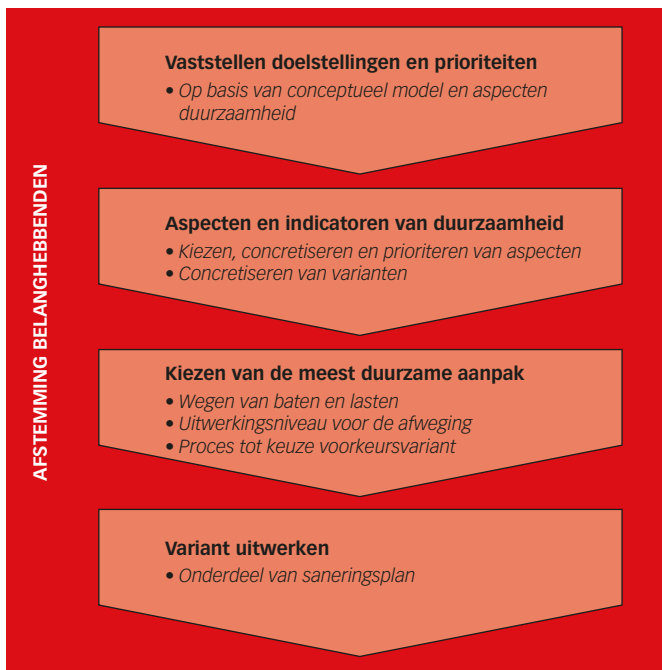 AFSTEMMING BELANGHEBBENDEN
Vaststellen doelstellingen en prioriteiten
• Op basis van conceptueel model en aspecten
duurzaamheid
Aspecten en indicatoren van duurzaamheid
• Kiezen, concretiseren en prioriteren van aspecten
• Concretiseren van varianten
Kiezen van de meest duurzame aanpak
• Wegen van baten en lasten
• Uitwerkingsniveau voor de afweging
• Proces tot keuze voorkeursvariant
Variant uitwerken
• Onderdeel van saneringsplan